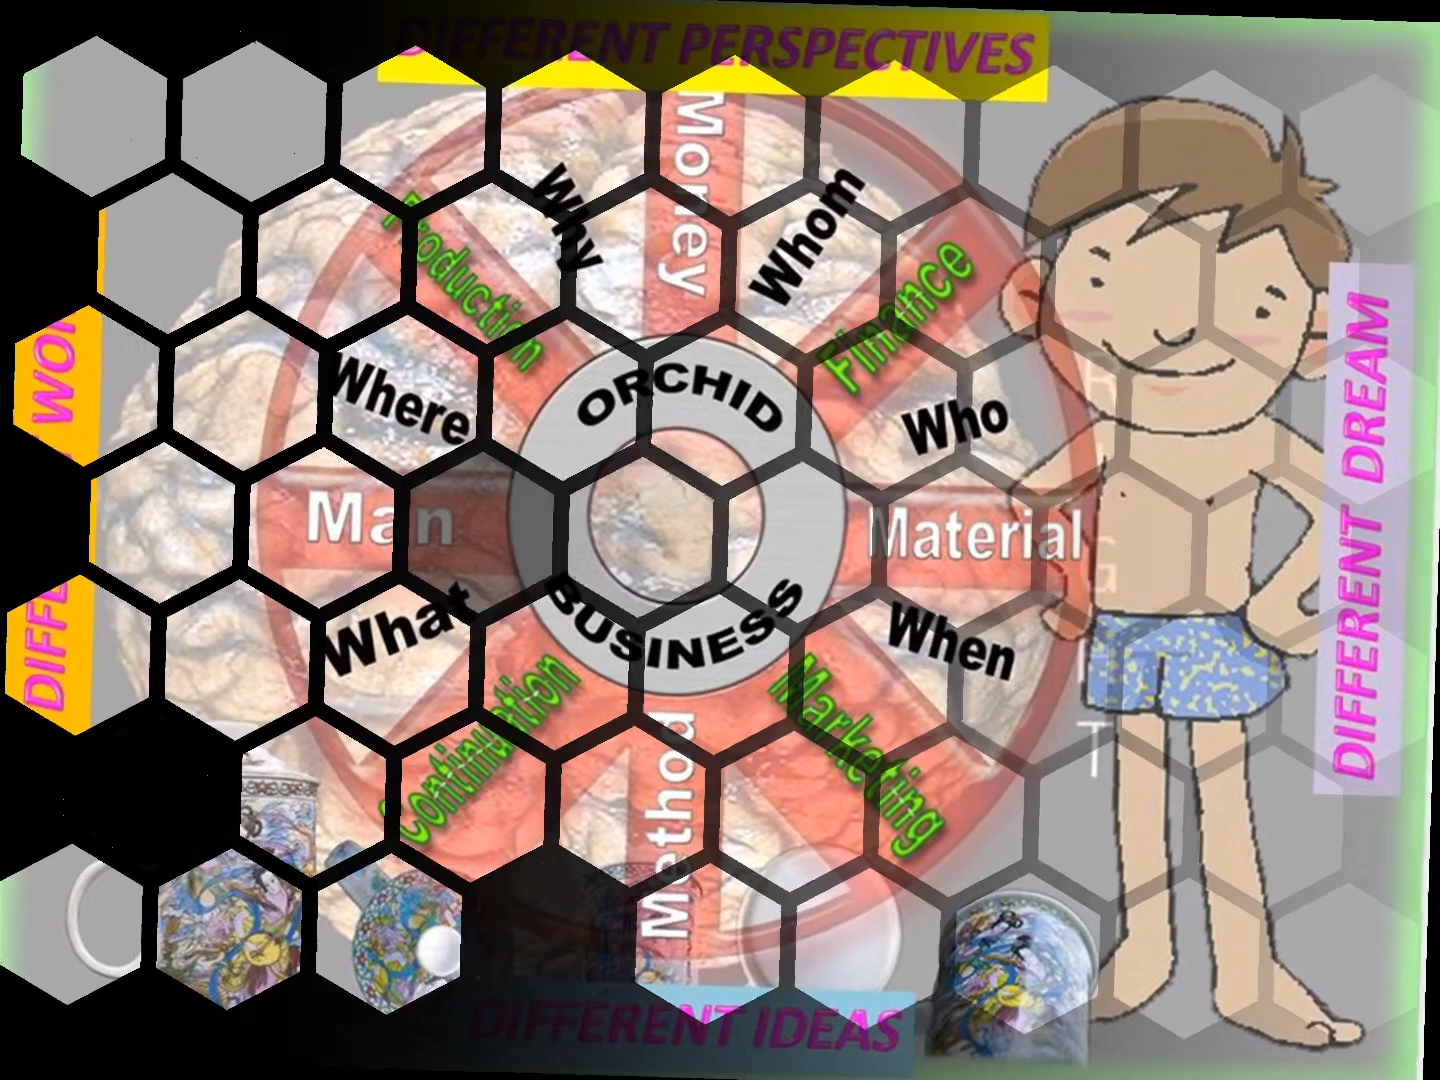 DIFFERENT PERSPECTIVES
Money
Why
Whom
Production
Finance
Where
ORCHID
Who
Man
Material
What
BUSINESS
When
Continuation
Marketing
Method
DIFFERENT DREAM
DIFFERENT IDEAS